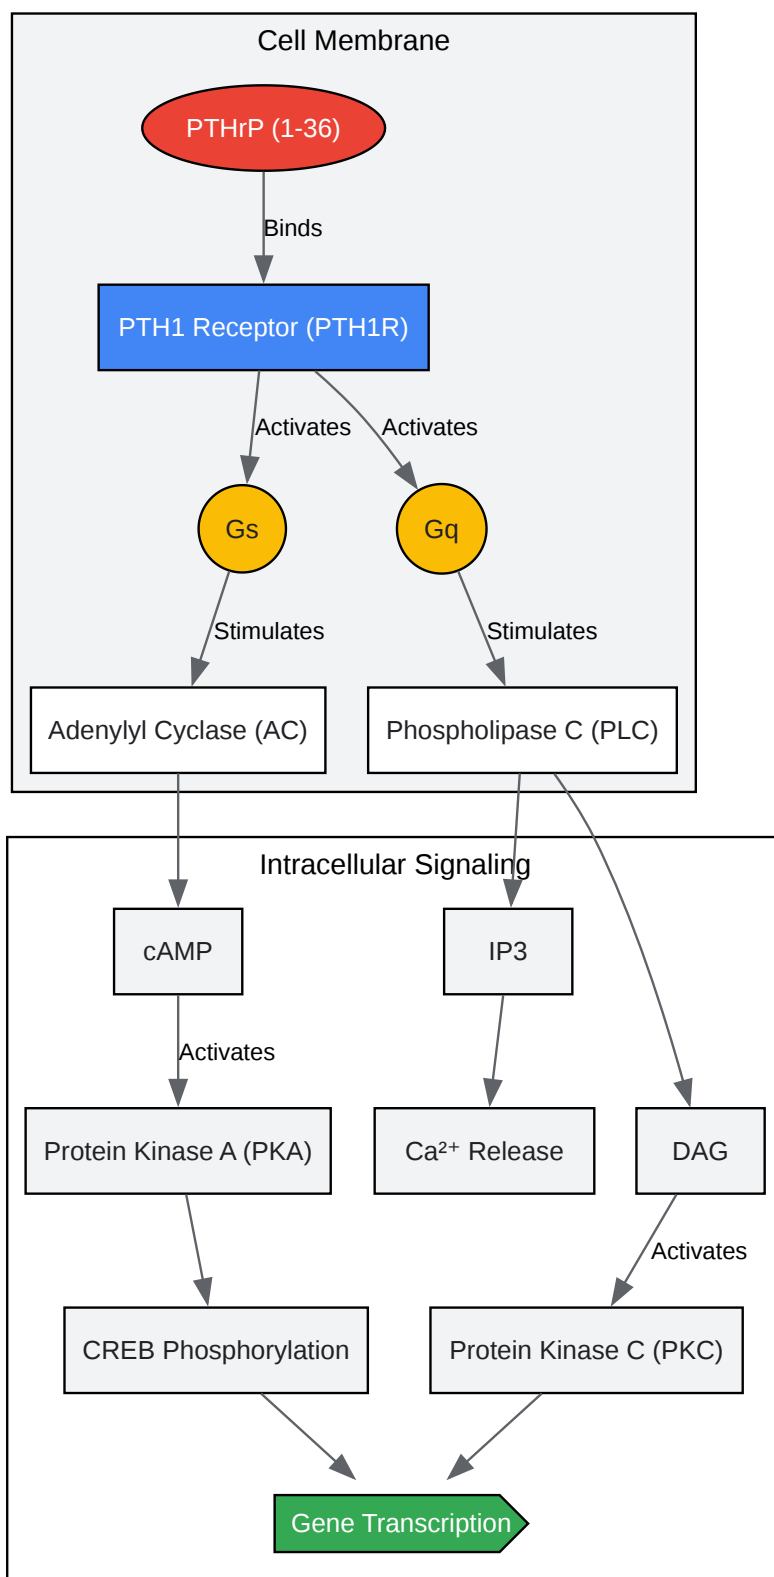 Cell Membrane
PTHrP (1-36)
Binds
PTH1 Receptor (PTH1R)
Activates
Activates
Gs
Gq
Stimulates
Stimulates
Adenylyl Cyclase (AC)
Phospholipase C (PLC)
Intracellular Signaling
cAMP
IP3
Activates
Protein Kinase A (PKA)
Ca²⁺ Release
DAG
Activates
CREB Phosphorylation
Protein Kinase C (PKC)
Gene Transcription